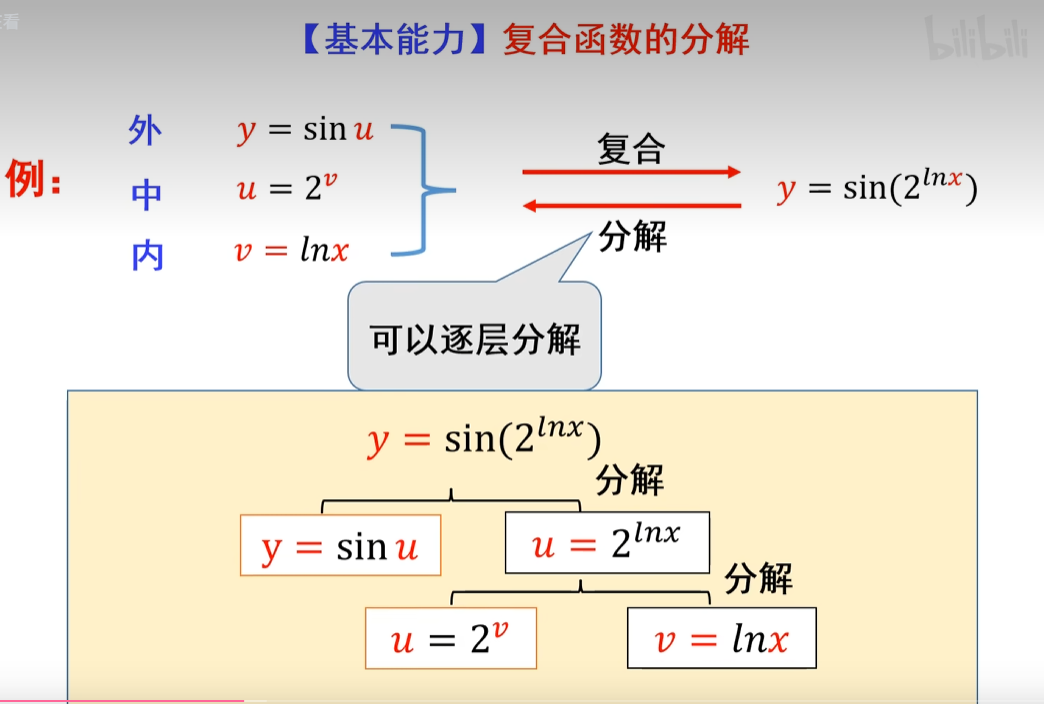 看
bilibili
【基本能力】复合函数的分解
例：
外 y = sin u
中 u = 2^v
内 v = lnx
复合
分解
y = sin(2^{lnx})
可以逐层分解
y = sin(2^{lnx})
分解
y = sin u
u = 2^{lnx}
分解
u = 2^v
v = lnx